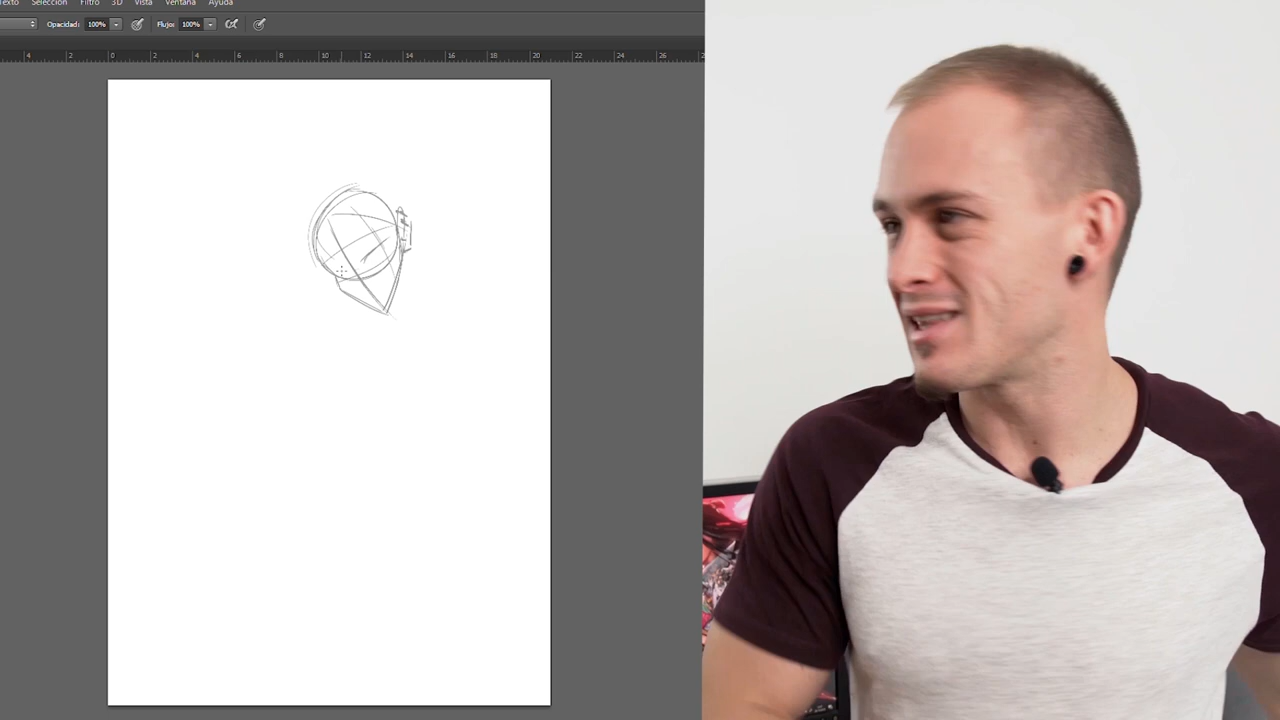 Texto Selección Filtro 3D Vista Ventana Ayuda
Opacidad: 100% Flujo: 100%
4 2 0 2 4 6 8 10 12 14 16 18 20 22 24 26